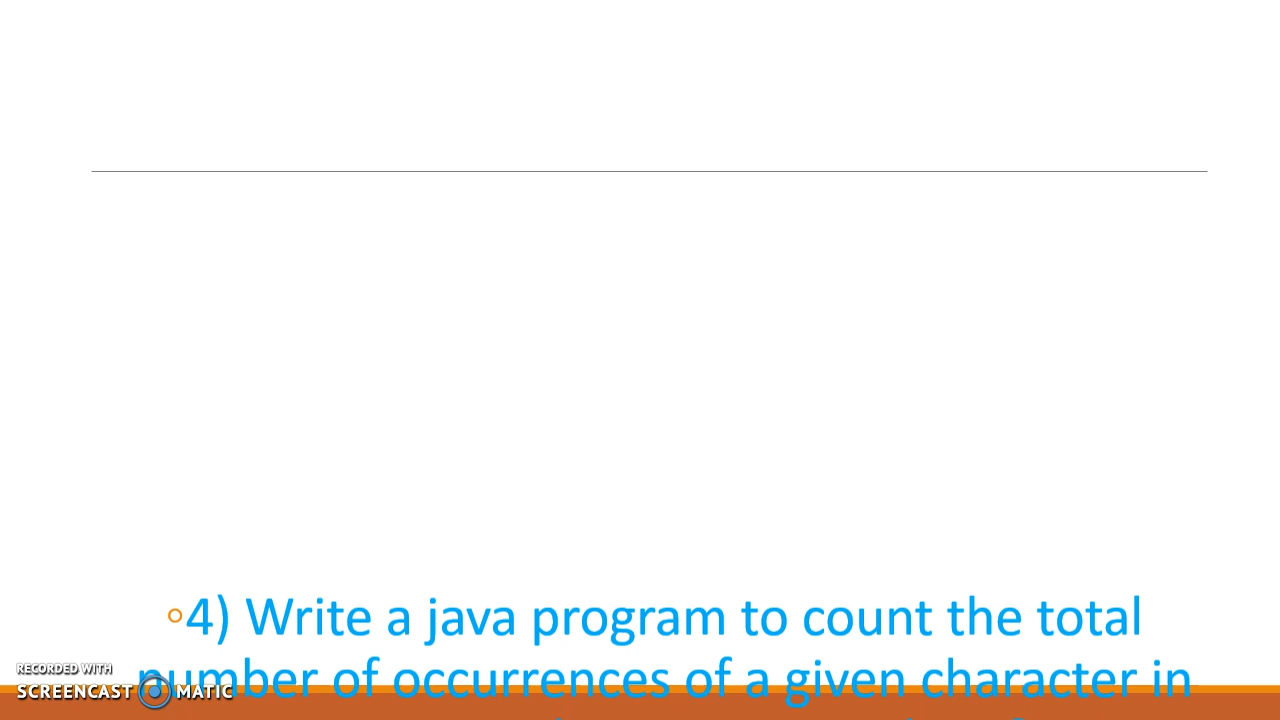 ◦4) Write a java program to count the total
number of occurrences of a given character in
RECORDED WITH
SCREENCAST MATIC